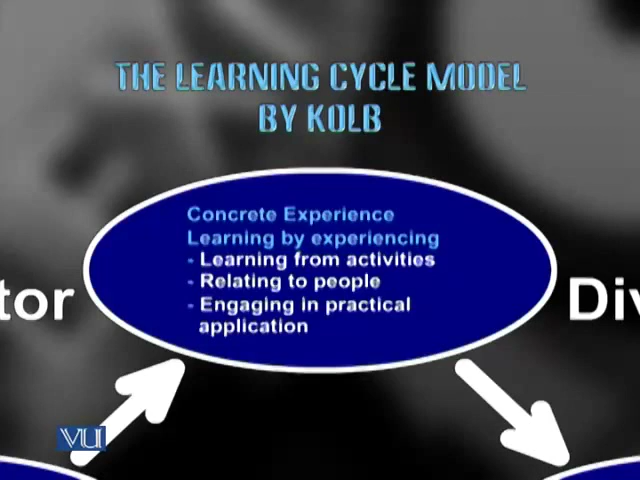 THE LEARNING CYCLE MODEL
BY KOLB
Concrete Experience
Learning by experiencing
- Learning from activities
- Relating to people
- Engaging in practical
application
tor
Div
VU